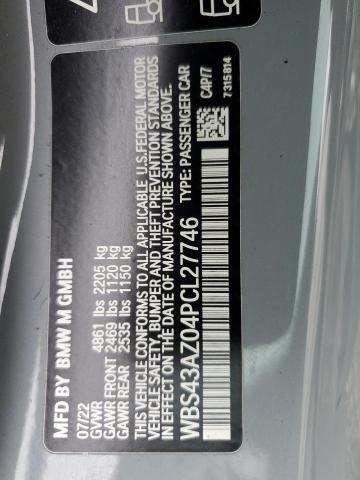 MFD BY BMW M GMBH
07/22
GVWR 4861 lbs 2205 kg
GAWR FRONT 2469 lbs 1120 kg
GAWR REAR 2535 lbs 1150 kg
THIS VEHICLE CONFORMS TO ALL APPLICABLE U.S. FEDERAL MOTOR
VEHICLE SAFETY, BUMPER AND THEFT PREVENTION STANDARDS
IN EFFECT ON THE DATE OF MANUFACTURE SHOWN ABOVE.
WBS43AZ04PCL27746 TYPE: PASSENGER CAR
C4P/7
7315814